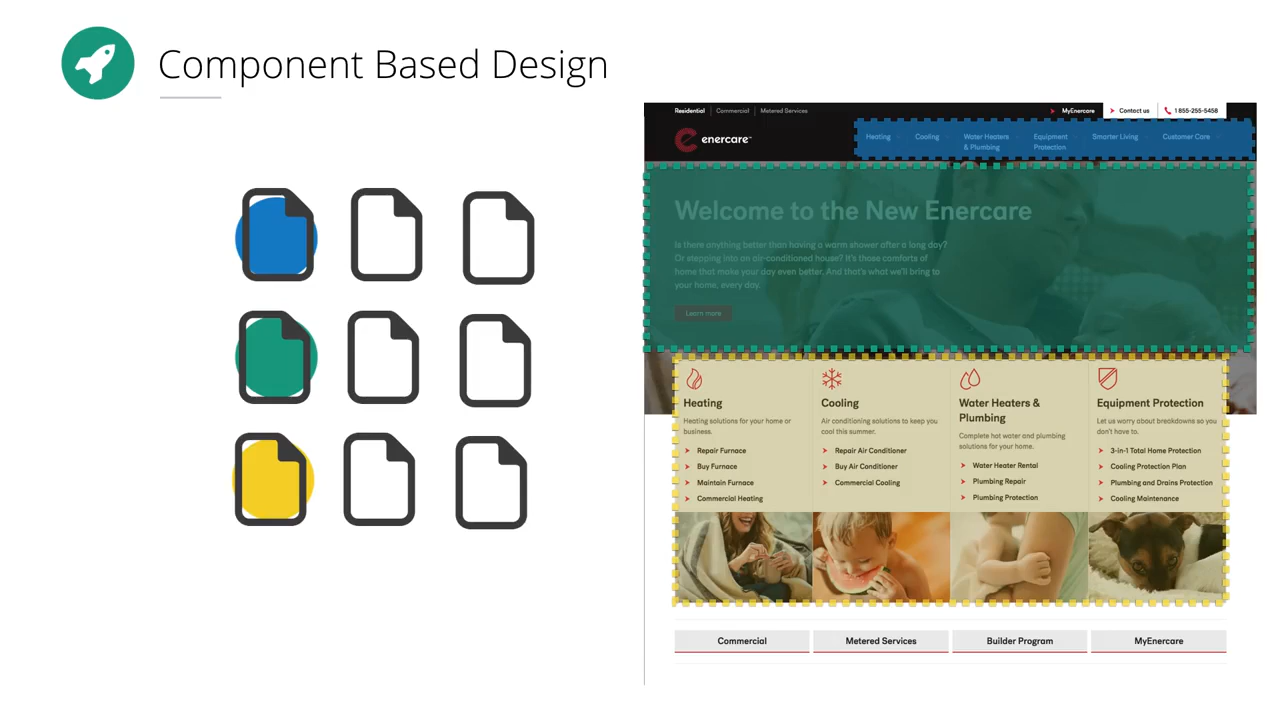 Component Based Design
Residential
Commercial
Metered Services
MyEnercare
Contact us
1 855-255-5458
enercare™
Heating
Cooling
Water Heaters
& Plumbing
Equipment
Protection
Smarter Living
Customer Care
Welcome to the New Enercare
Is there anything better than having a warm shower after a long day?
Or stepping into an air-conditioned house? It's those comforts of
home that make your day even better. And that's what we'll bring to
your home, every day.
Learn more
Heating
Heating solutions for your home or
business.
Repair Furnace
Buy Furnace
Maintain Furnace
Commercial Heating
Cooling
Air conditioning solutions to keep you
cool this summer.
Repair Air Conditioner
Buy Air Conditioner
Commercial Cooling
Water Heaters &
Plumbing
Complete hot water and plumbing
solutions for your home.
Water Heater Rental
Plumbing Repair
Plumbing Protection
Equipment Protection
Let us worry about breakdowns so you
don't have to.
3-in-1 Total Home Protection
Cooling Protection Plan
Plumbing and Drains Protection
Cooling Maintenance
Commercial
Metered Services
Builder Program
MyEnercare